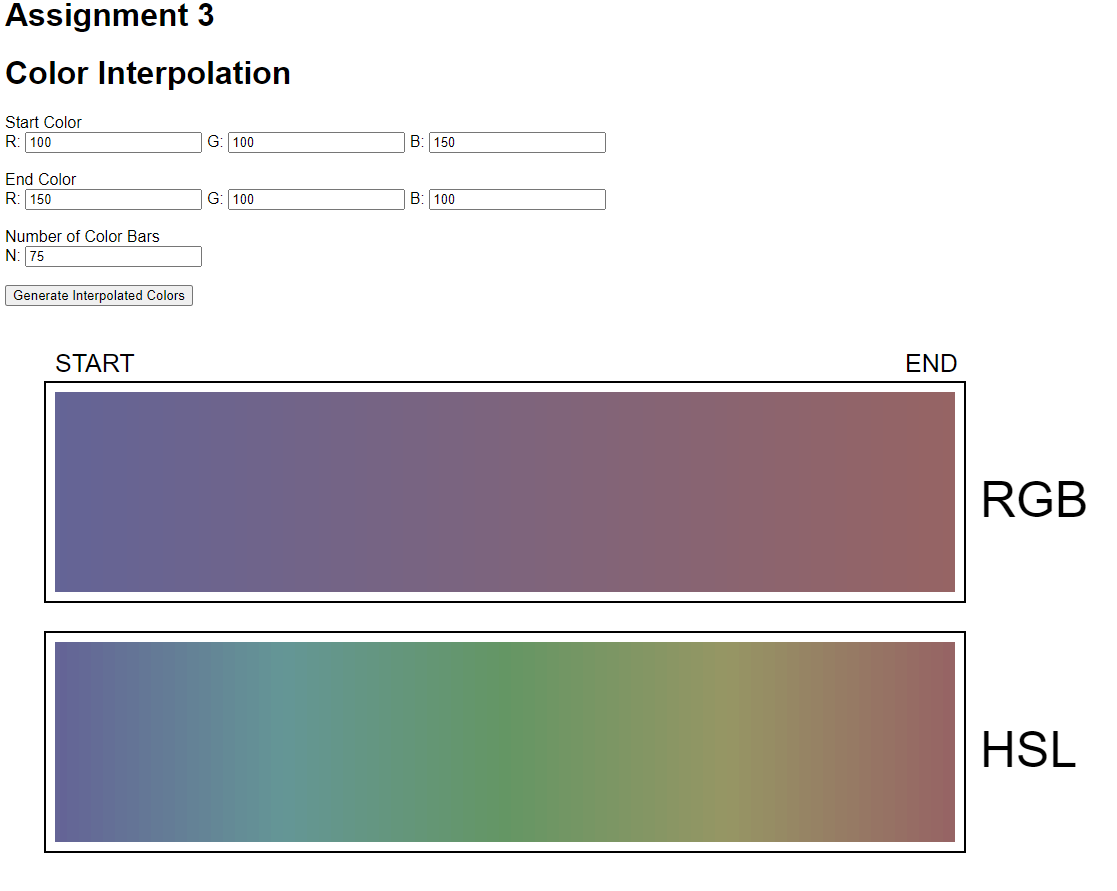 Assignment 3
Color Interpolation
Start Color
R: 100 G: 100 B: 150
End Color
R: 150 G: 100 B: 100
Number of Color Bars
N: 75
Generate Interpolated Colors
START END
RGB
HSL